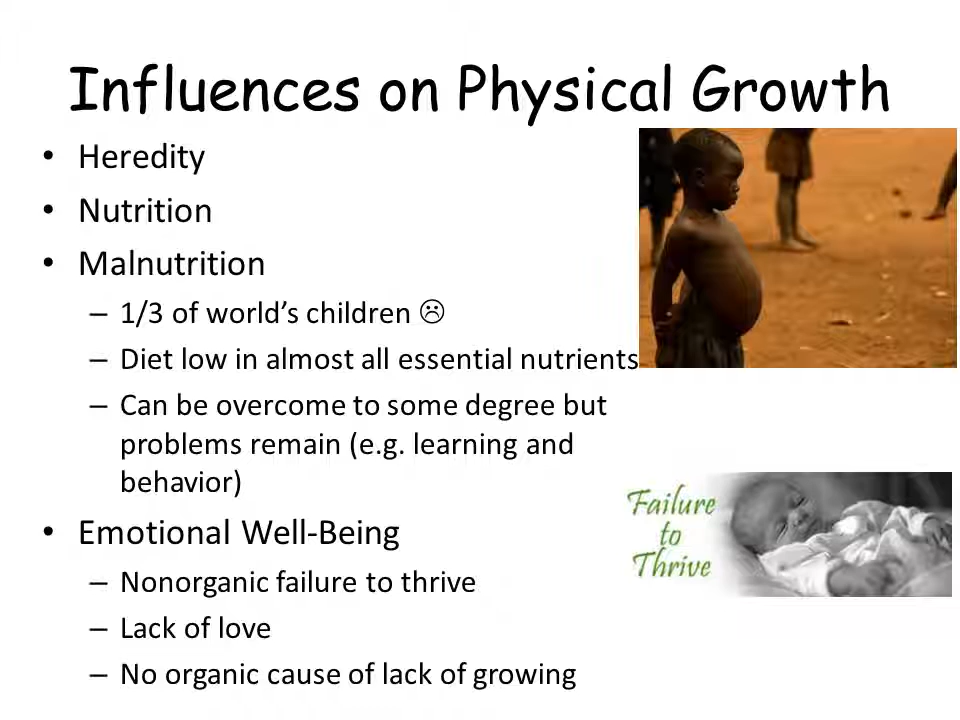 Influences on Physical Growth
• Heredity
• Nutrition
• Malnutrition
– 1/3 of world’s children ☹
– Diet low in almost all essential nutrients
– Can be overcome to some degree but
problems remain (e.g. learning and
behavior)
• Emotional Well-Being
– Nonorganic failure to thrive
– Lack of love
– No organic cause of lack of growing
Failure
to
Thrive